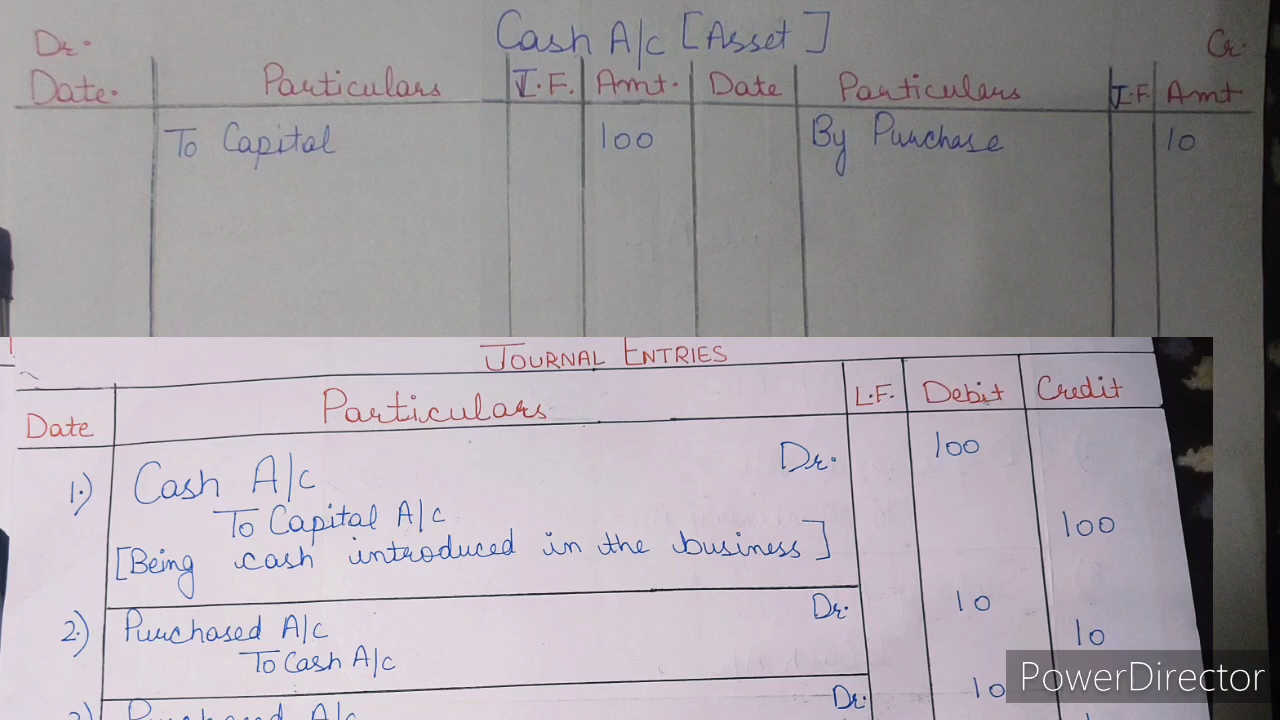 Cash A/c [Asset]
Dr. Cr.
Date. Particulars I.F. Amt. Date Particulars I.F Amt
To Capital 100 By Purchase 10
JOURNAL ENTRIES
Date Particulars L.F. Debit Credit
1.) Cash A/c Dr. 100
To Capital A/c 100
[Being cash introduced in the business]
2.) Purchased A/c Dr. 10
To Cash A/c 10
Purchased A/c Dr. 10
PowerDirector